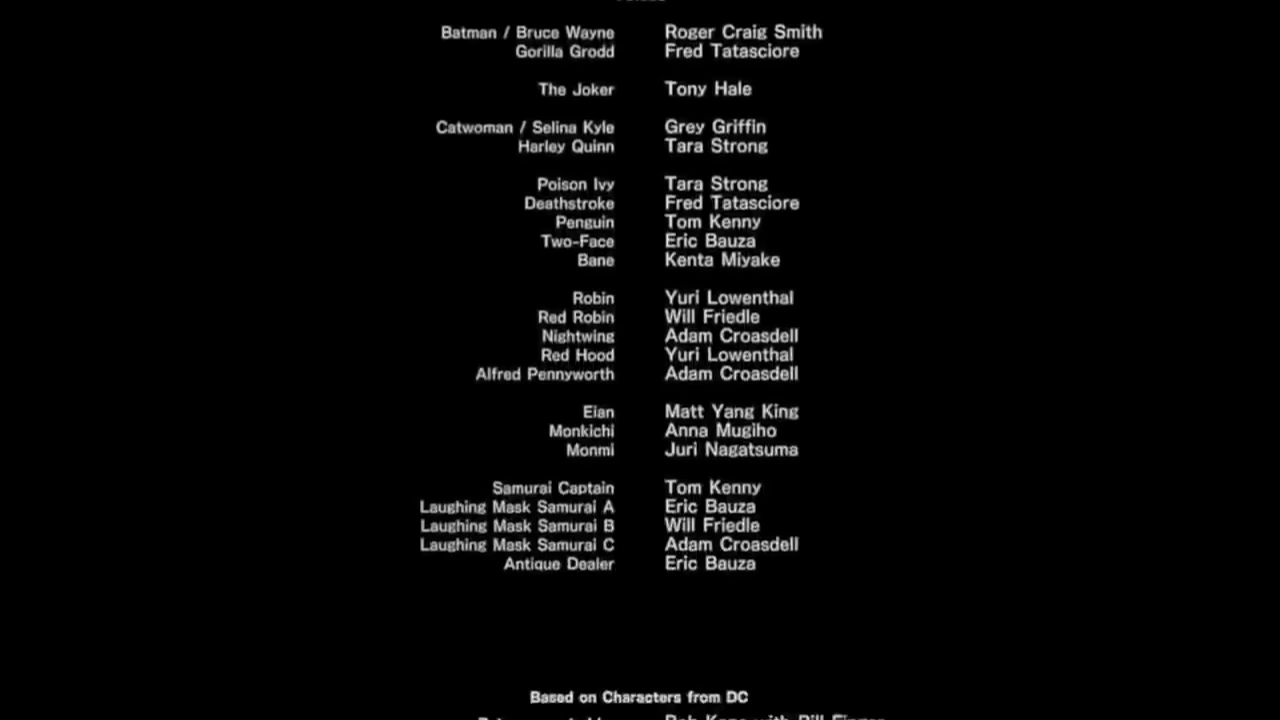 Batman / Bruce Wayne Roger Craig Smith
Gorilla Grodd Fred Tatasciore
The Joker Tony Hale
Catwoman / Selina Kyle Grey Griffin
Harley Quinn Tara Strong
Poison Ivy Tara Strong
Deathstroke Fred Tatasciore
Penguin Tom Kenny
Two-Face Eric Bauza
Bane Kenta Miyake
Robin Yuri Lowenthal
Red Robin Will Friedle
Nightwing Adam Croasdell
Red Hood Yuri Lowenthal
Alfred Pennyworth Adam Croasdell
Eian Matt Yang King
Monkichi Anna Mugiho
Monmi Juri Nagatsuma
Samurai Captain Tom Kenny
Laughing Mask Samurai A Eric Bauza
Laughing Mask Samurai B Will Friedle
Laughing Mask Samurai C Adam Croasdell
Antique Dealer Eric Bauza
Based on Characters from DC
Bob Kane with Bill Finger